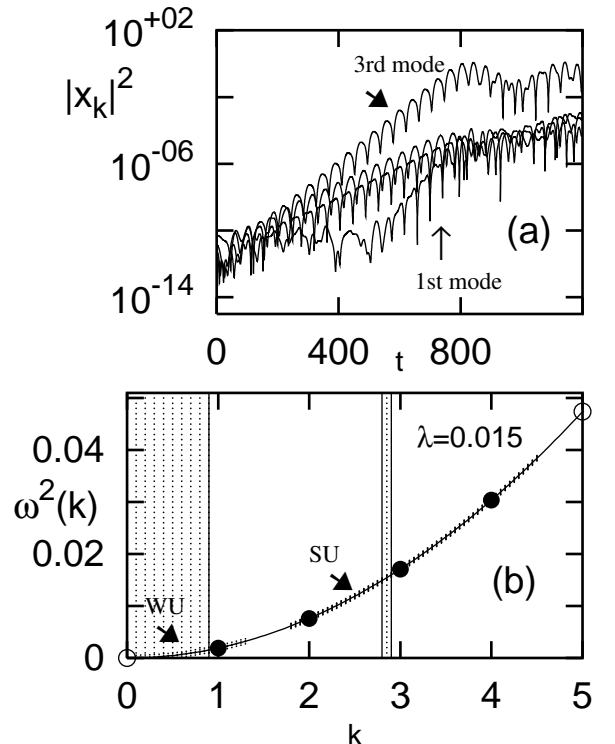 10+02
|xk|2
3rd mode
10-06
(a)
1st mode
10-14
0 400 t 800
0.04
λ=0.015
ω2(k)
0.02
SU
WU
(b)
0
0 1 2 3 4 5
k